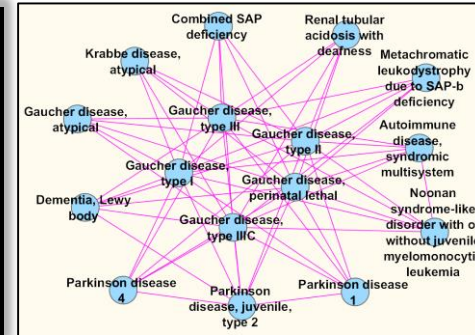 Combined SAP
deficiency
Renal tubular
acidosis with
deafness
Krabbe disease,
atypical
Metachromatic
leukodystrophy
due to SAP-b
deficiency
Gaucher disease,
atypical
Gaucher disease,
type III
Gaucher disease,
type II
Autoimmune
disease,
syndromic
multisystem
Gaucher disease,
type I
Gaucher disease,
perinatal lethal
Dementia, Lewy
body
Gaucher disease,
type IIIC
Noonan
syndrome-like
disorder with o
without juvenile
myelomonocyti
leukemia
Parkinson disease
4
Parkinson
disease, juvenile,
type 2
Parkinson disease
1